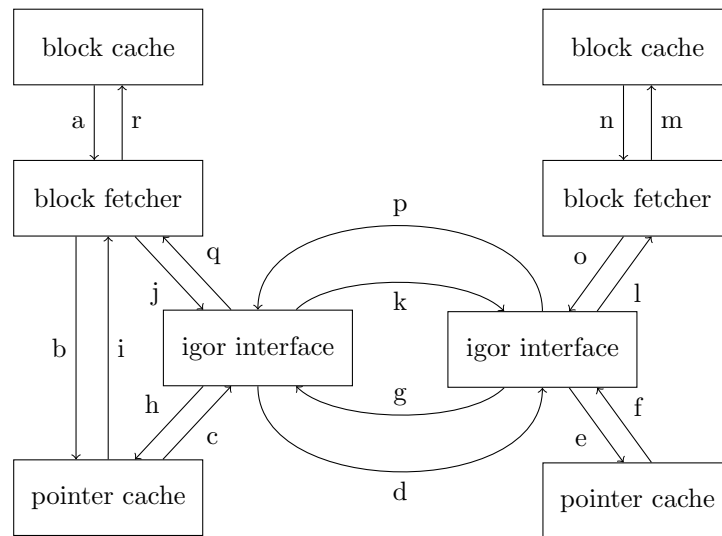 block cache
block cache
a
r
n
m
block fetcher
block fetcher
p
q
o
j
k
l
b
i
igor interface
igor interface
h
c
g
f
e
pointer cache
d
pointer cache